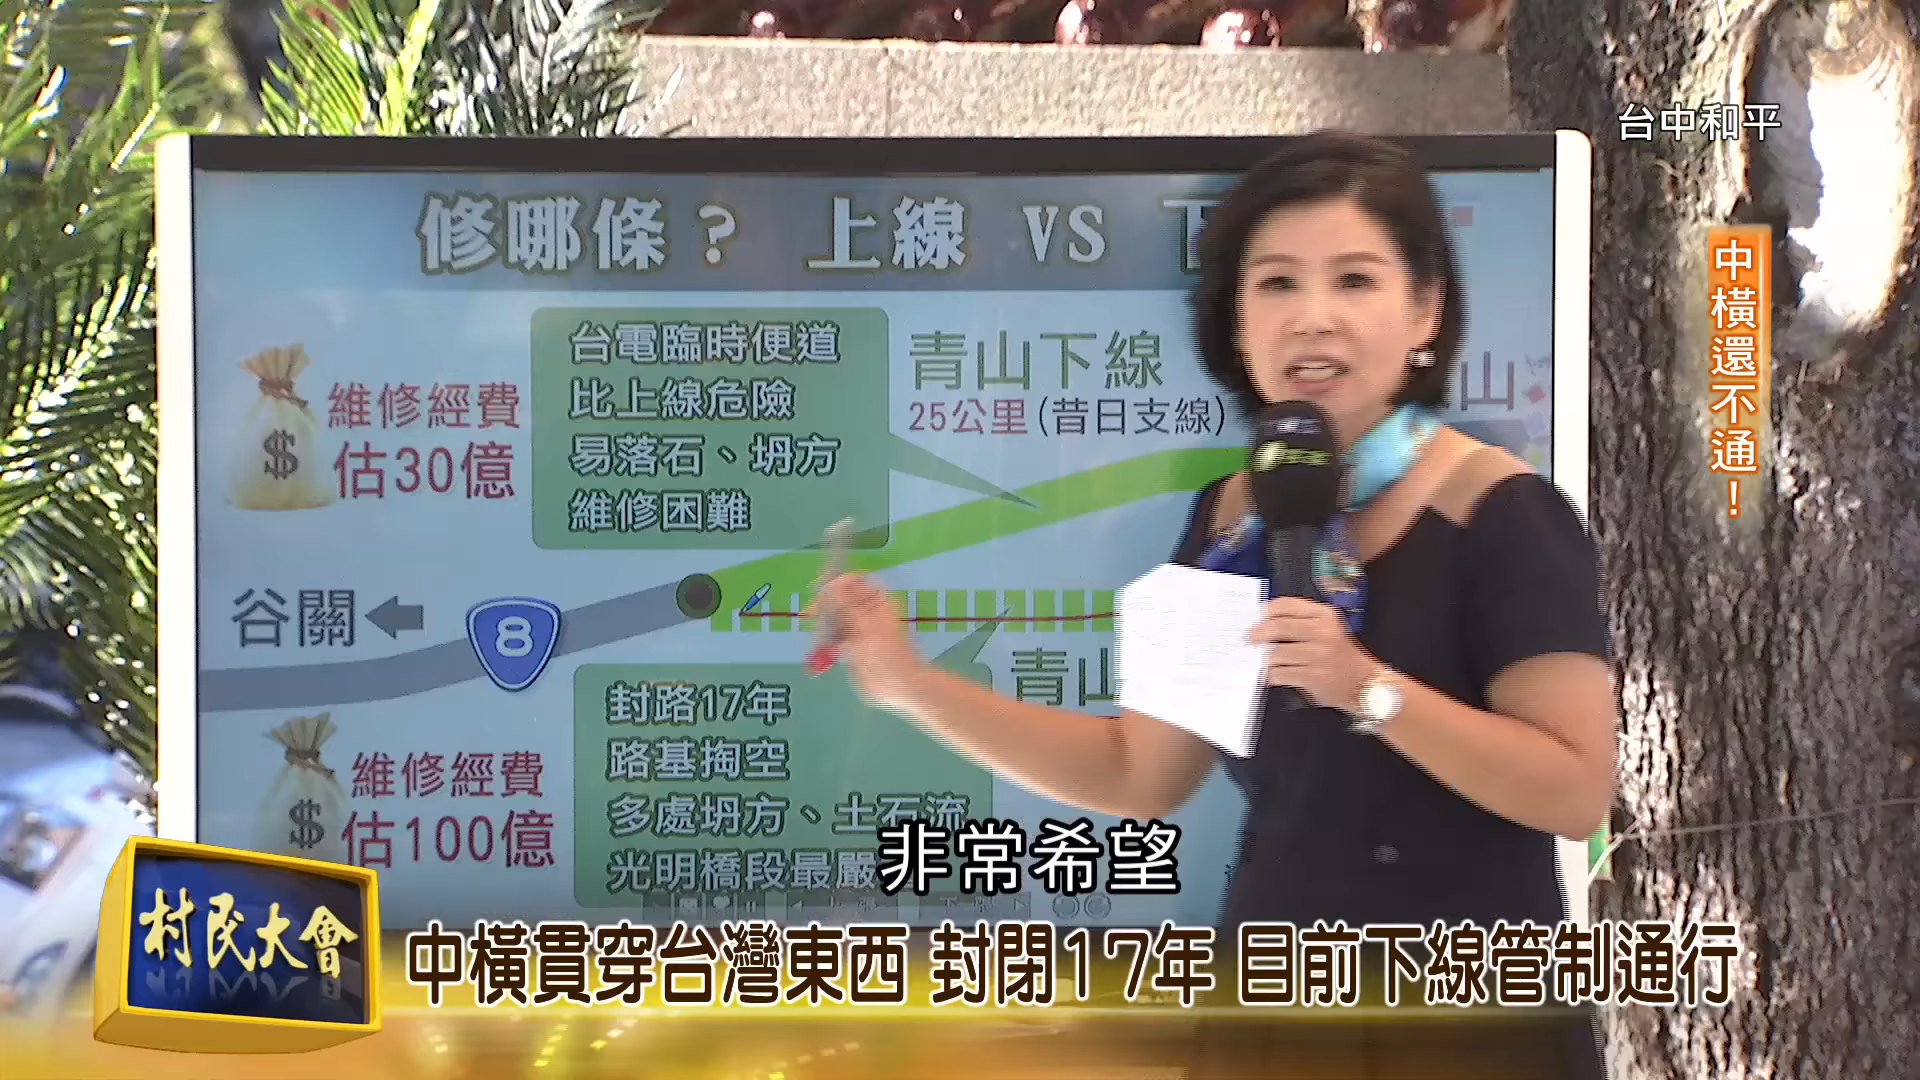 台中和平
中橫還不通！
修哪條？ 上線 VS 下
台電臨時便道
比上線危險
易落石、坍方
維修困難
青山下線
25公里(昔日支線)
山
維修經費
估30億
$
谷關
8
青山
封路17年
路基掏空
多處坍方、土石流
光明橋段最嚴
維修經費
估100億
$
非常希望
村民大會
中橫貫穿台灣東西 封閉17年 目前下線管制通行